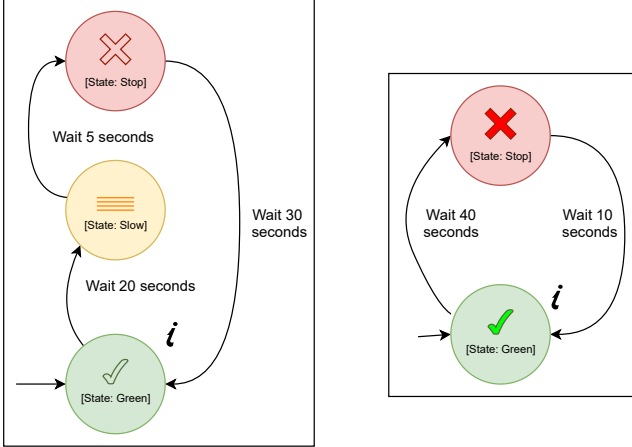 [State: Stop]
Wait 5 seconds
Wait 30
seconds
[State: Slow]
Wait 20 seconds
i
[State: Green]
[State: Stop]
Wait 40
seconds
Wait 10
seconds
i
[State: Green]